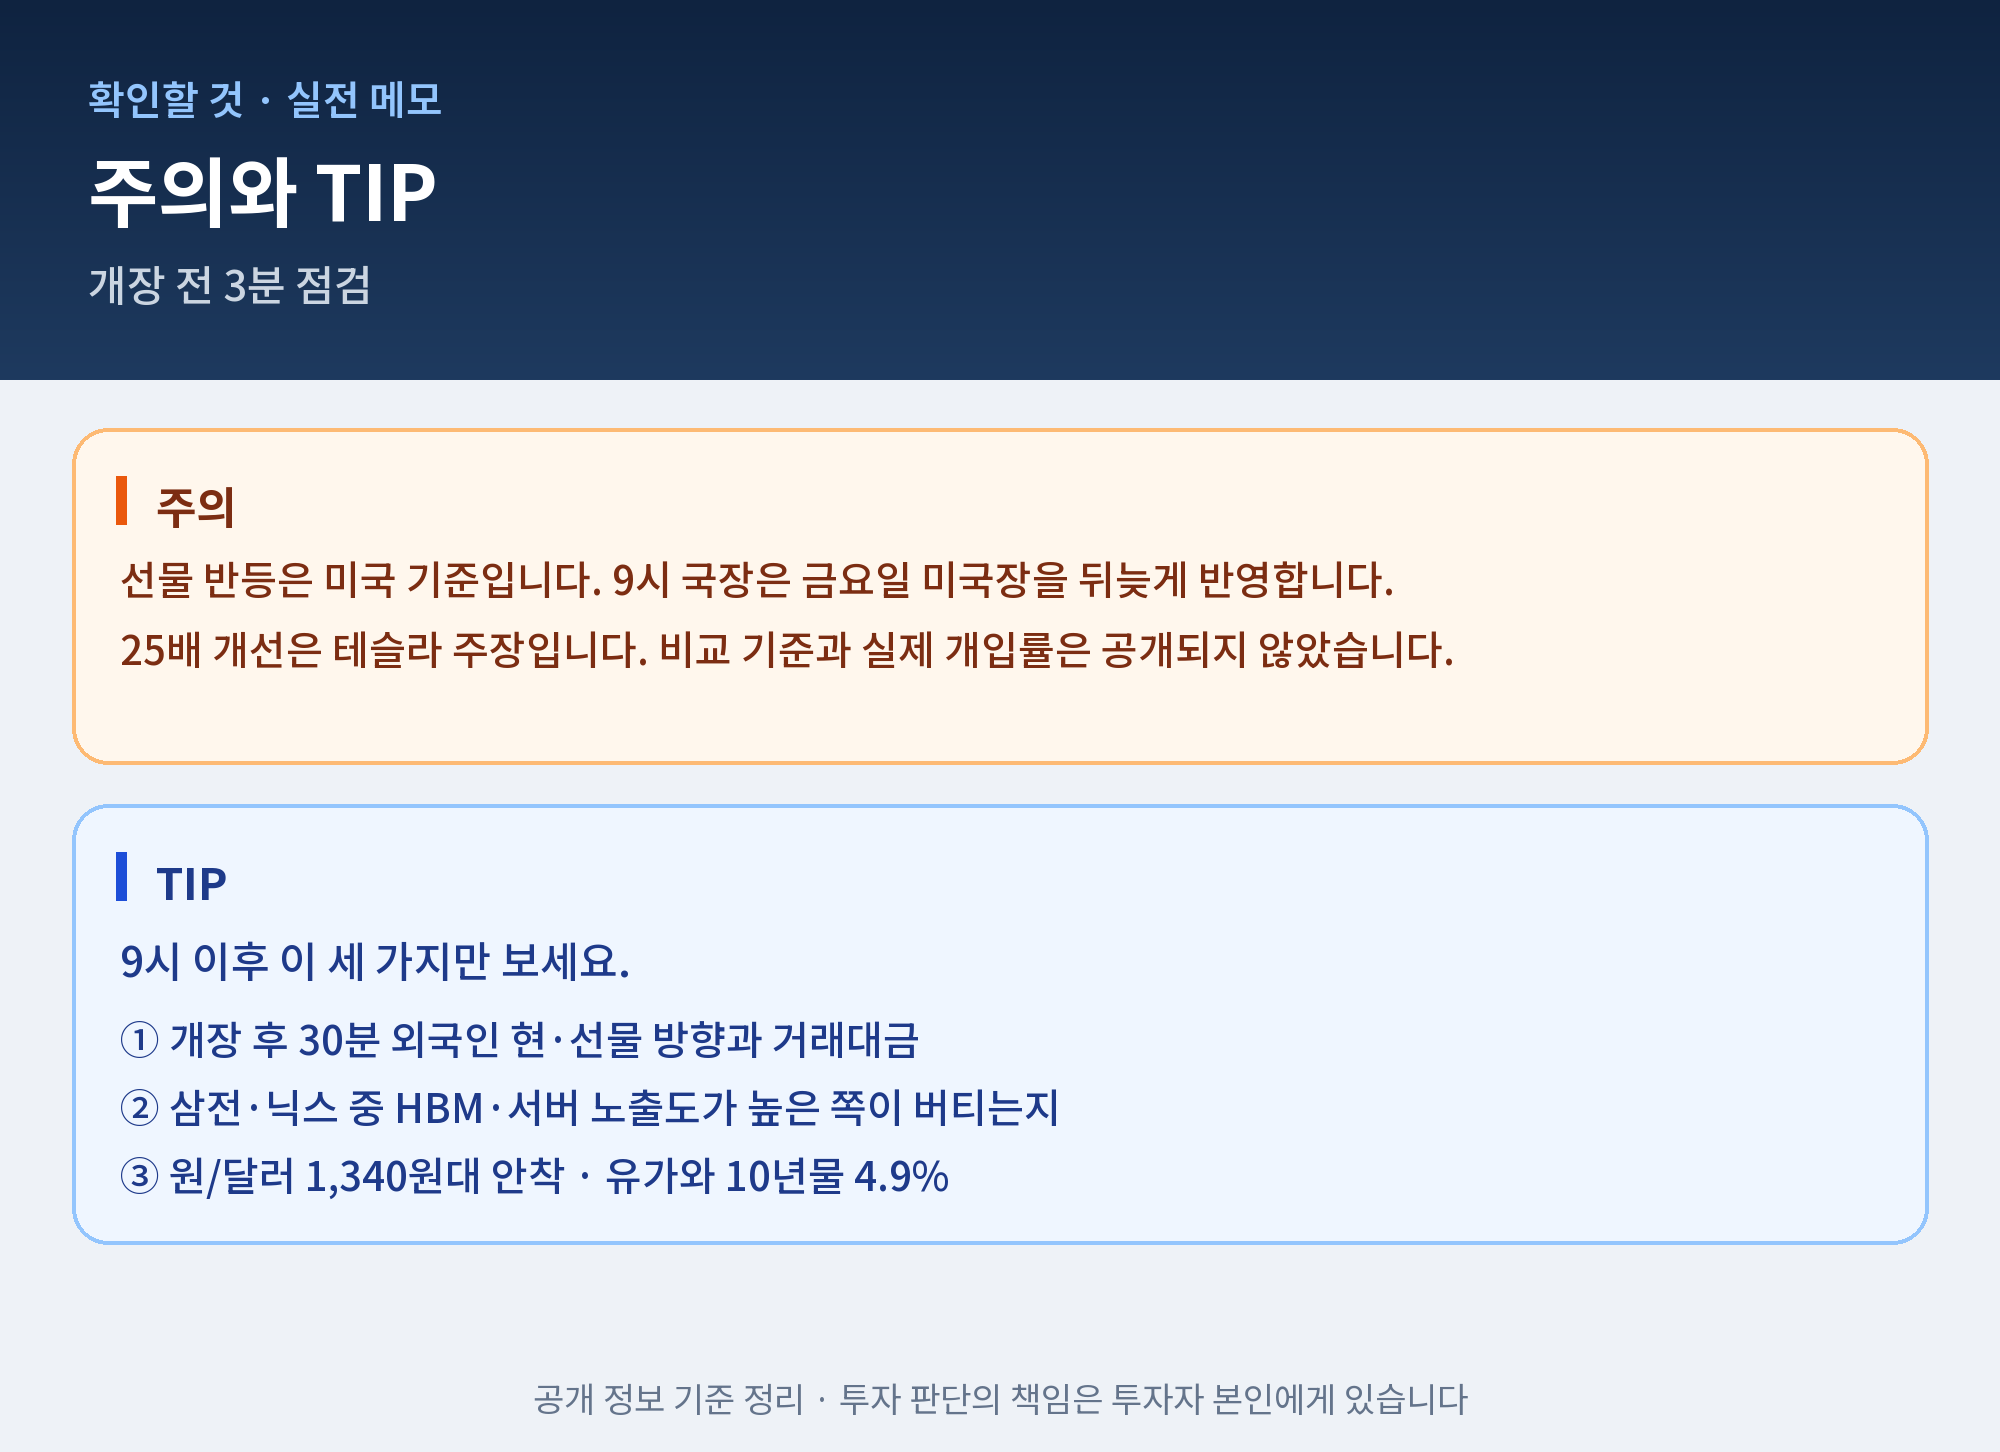 확인할 것 · 실전 메모
주의와 TIP
개장 전 3분 점검
주의
선물 반등은 미국 기준입니다. 9시 국장은 금요일 미국장을 뒤늦게 반영합니다.
25배 개선은 테슬라 주장입니다. 비교 기준과 실제 개입률은 공개되지 않았습니다.
TIP
9시 이후 이 세 가지만 보세요.
① 개장 후 30분 외국인 현·선물 방향과 거래대금
② 삼전·닉스 중 HBM·서버 노출도가 높은 쪽이 버티는지
③ 원/달러 1,340원대 안착 · 유가와 10년물 4.9%
공개 정보 기준 정리 · 투자 판단의 책임은 투자자 본인에게 있습니다